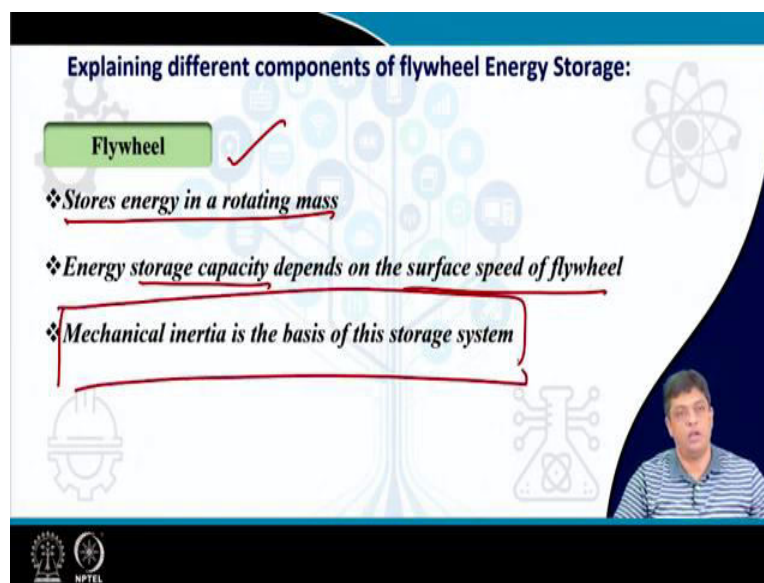 Explaining different components of flywheel Energy Storage:
Flywheel
❖Stores energy in a rotating mass
❖Energy storage capacity depends on the surface speed of flywheel
❖Mechanical inertia is the basis of this storage system
NPTEL